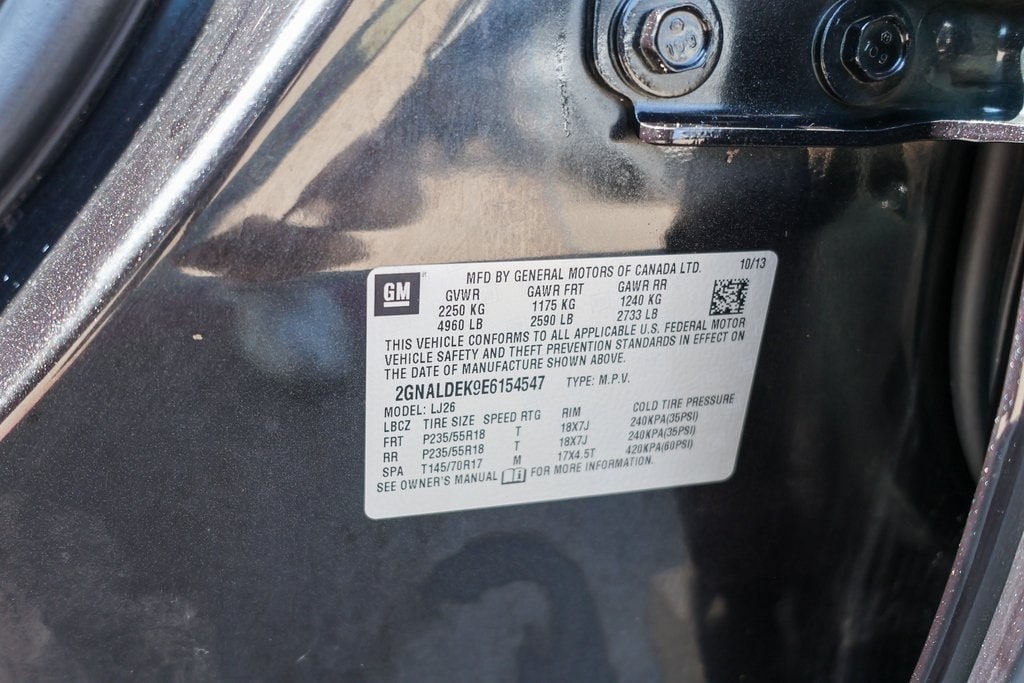 MFD BY GENERAL MOTORS OF CANADA LTD. 10/13
GM
GVWR GAWR FRT GAWR RR
2250 KG 1175 KG 1240 KG
4960 LB 2590 LB 2733 LB
THIS VEHICLE CONFORMS TO ALL APPLICABLE U.S. FEDERAL MOTOR
VEHICLE SAFETY AND THEFT PREVENTION STANDARDS IN EFFECT ON
THE DATE OF MANUFACTURE SHOWN ABOVE.
2GNALDEK9E6154547 TYPE: M.P.V.
MODEL: LJ26
LBCZ TIRE SIZE SPEED RTG RIM COLD TIRE PRESSURE
FRT P235/55R18 T 18X7J 240KPA(35PSI)
RR P235/55R18 T 18X7J 240KPA(35PSI)
SPA T145/70R17 M 17X4.5T 420KPA(60PSI)
SEE OWNER'S MANUAL FOR MORE INFORMATION.
109
109